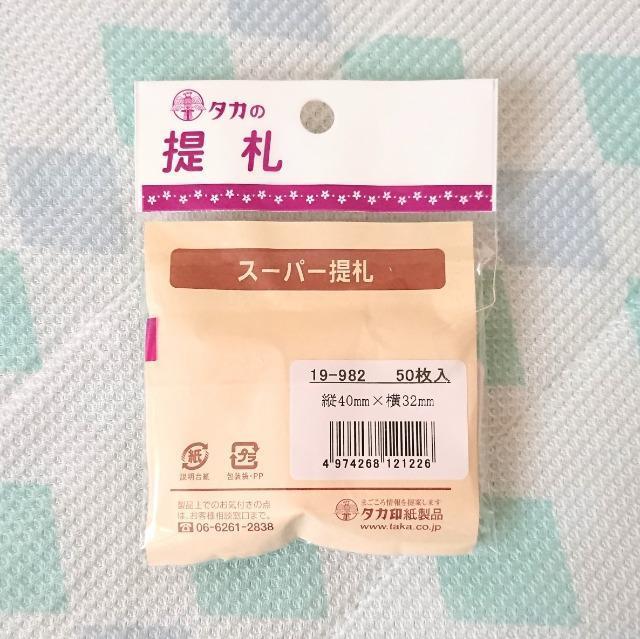 タカの
提札
スーパー提札
19-982 50枚入
縦40mm×横32mm
4 974268 121226
紙
説明台紙
プラ
包装袋・PP
製品上でのお気付きの点
は、お客様相談窓口まで。
☎06-6261-2838
まごころ情報を提案します
タカ印紙製品
www.taka.co.jp